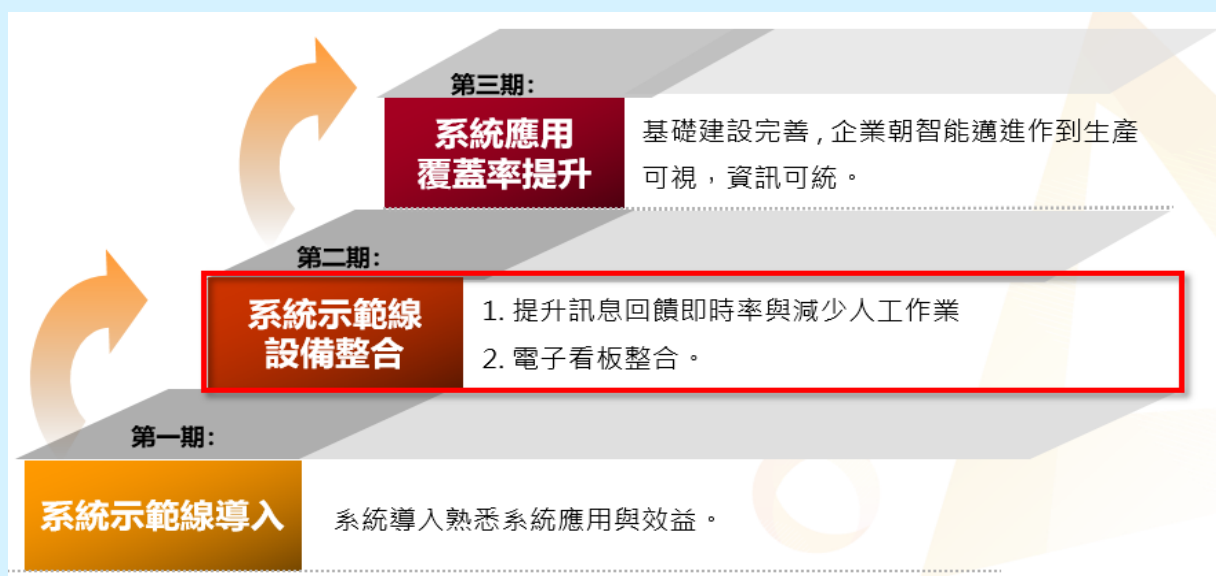 第三期：
系統應用
覆蓋率提升
基礎建設完善，企業朝智能邁進作到生產
可視，資訊可統。
第二期：
系統示範線
設備整合
1. 提升訊息回饋即時率與減少人工作業
2. 電子看板整合。
第一期：
系統示範線導入
系統導入熟悉系統應用與效益。